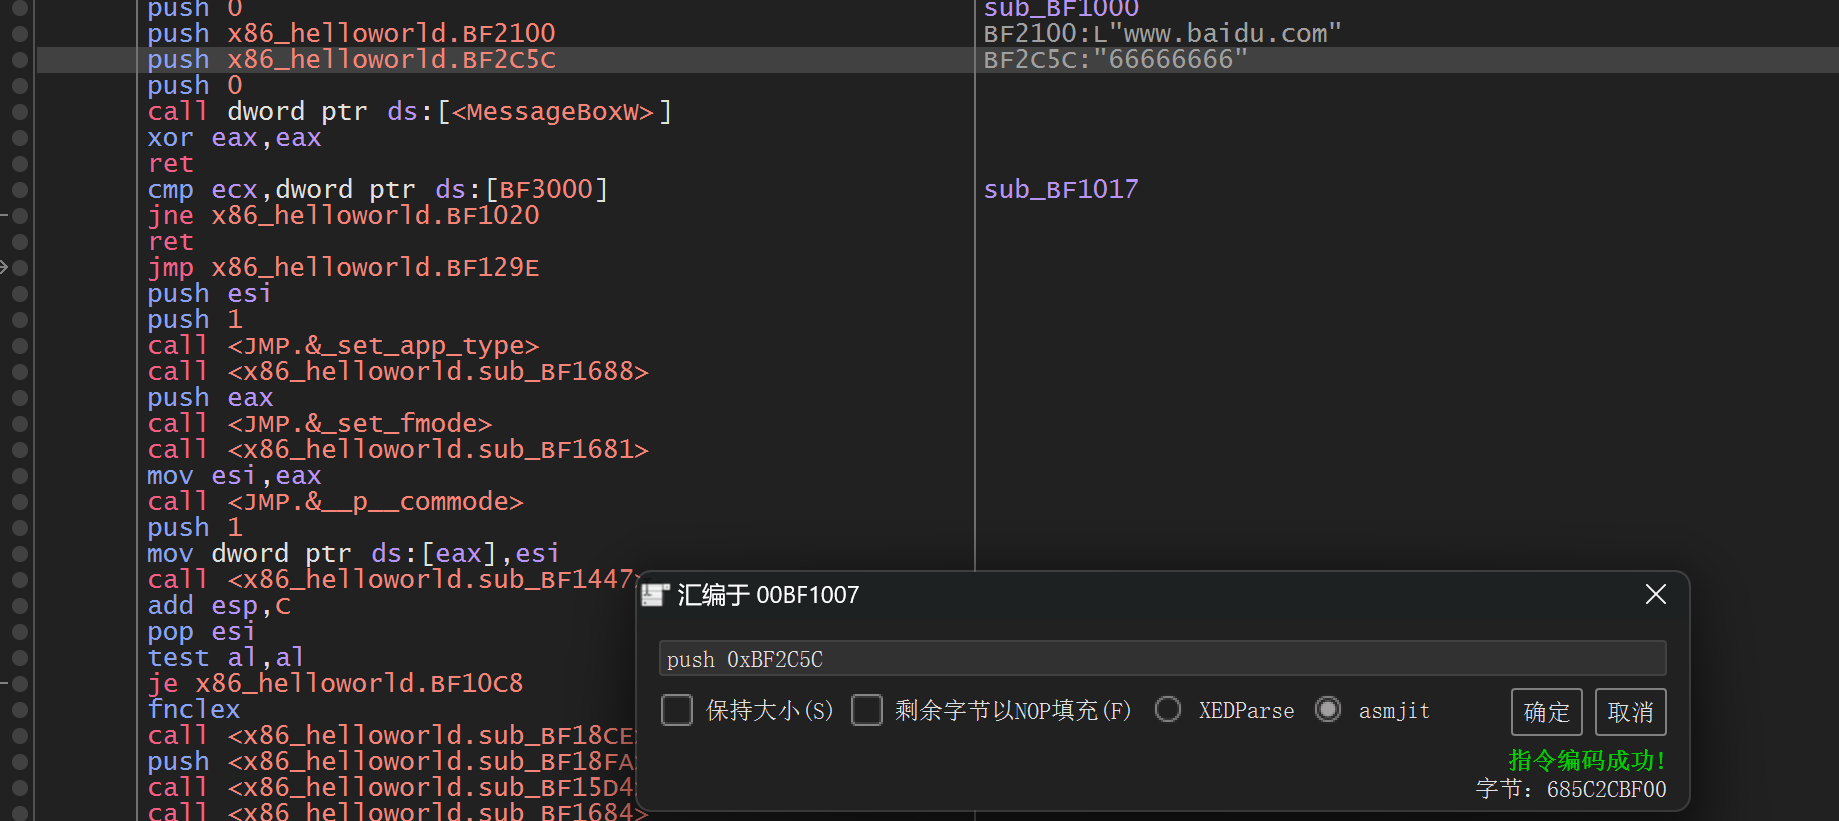 push 0	sub_BF1000
push x86_helloworld.BF2100	BF2100:L"www.baidu.com"
push x86_helloworld.BF2C5C	BF2C5C:"66666666"
push 0
call dword ptr ds:[<MessageBoxW>]
xor eax,eax
ret
cmp ecx,dword ptr ds:[BF3000]	sub_BF1017
jne x86_helloworld.BF1020
ret
jmp x86_helloworld.BF129E
push esi
push 1
call <JMP.&_set_app_type>
call <x86_helloworld.sub_BF1688>
push eax
call <JMP.&_set_fmode>
call <x86_helloworld.sub_BF1681>
mov esi,eax
call <JMP.&__p__commode>
push 1
mov dword ptr ds:[eax],esi
call <x86_helloworld.sub_BF1447>
add esp,C
pop esi
test al,al
je x86_helloworld.BF10C8
fnclex
call <x86_helloworld.sub_BF18CE>
push <x86_helloworld.sub_BF18FA
call <x86_helloworld.sub_BF15D4>
call <x86_helloworld.sub_BF1684>
汇编于 00BF1007
push 0xBF2C5C
保持大小(S) 剩余字节以NOP填充(F) XEDParse asmjit 确定 取消
指令编码成功!
字节: 685C2CBF00